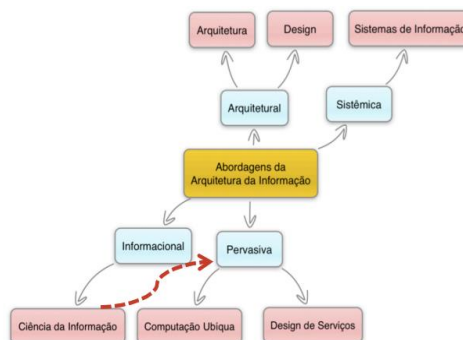 Arquitetura
Design
Sistemas de Informação
Arquitetural
Sistêmica
Abordagens da
Arquitetura da Informação
Informacional
Pervasiva
Ciência da Informação
Computação Ubíqua
Design de Serviços